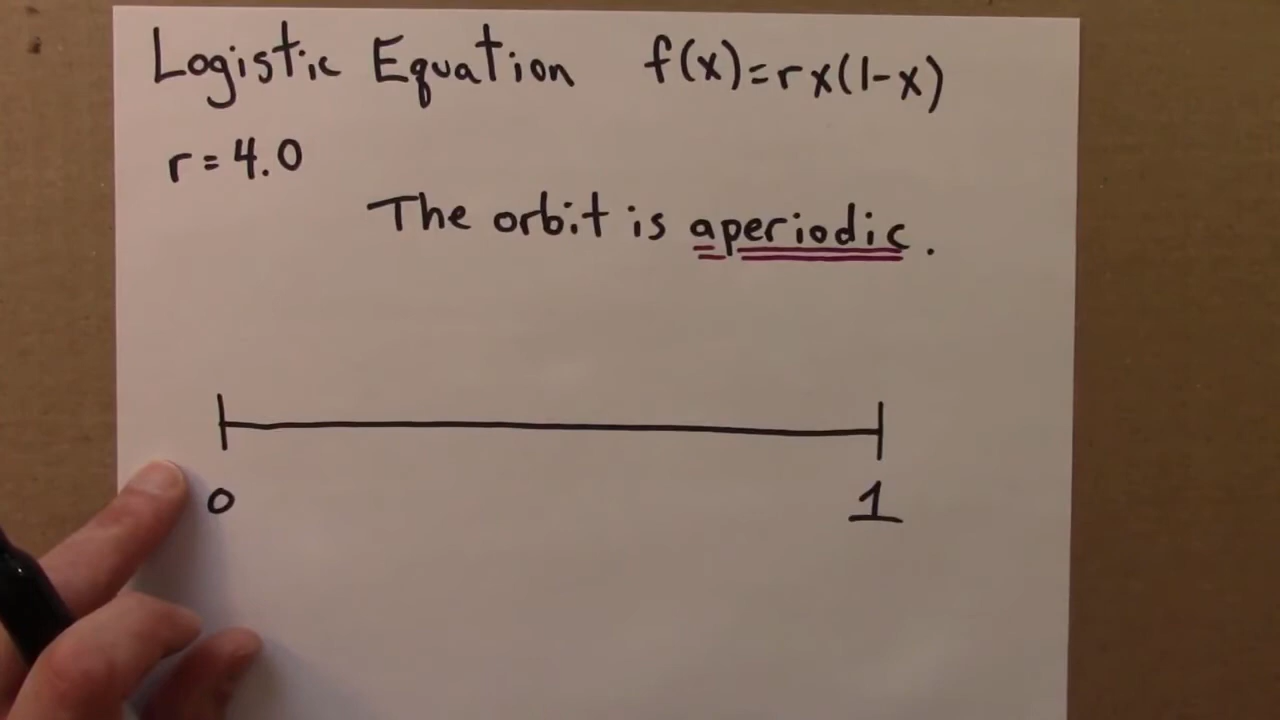 Logistic Equation f(x)=rx(1-x)
r=4.0
The orbit is aperiodic.
0 1